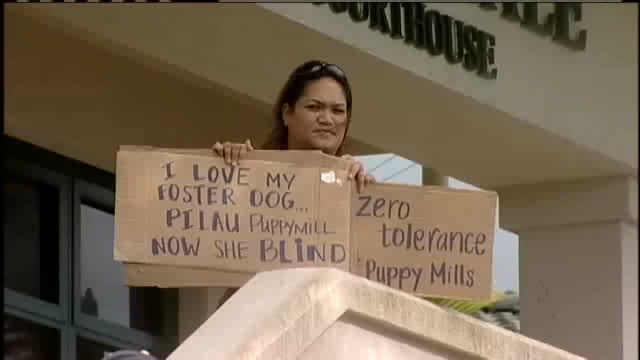 COURTHOUSE
I LOVE MY
FOSTER DOG...
PILAU PUPPYMILL
NOW SHE BLIND
Zero
tolerance
Puppy Mills